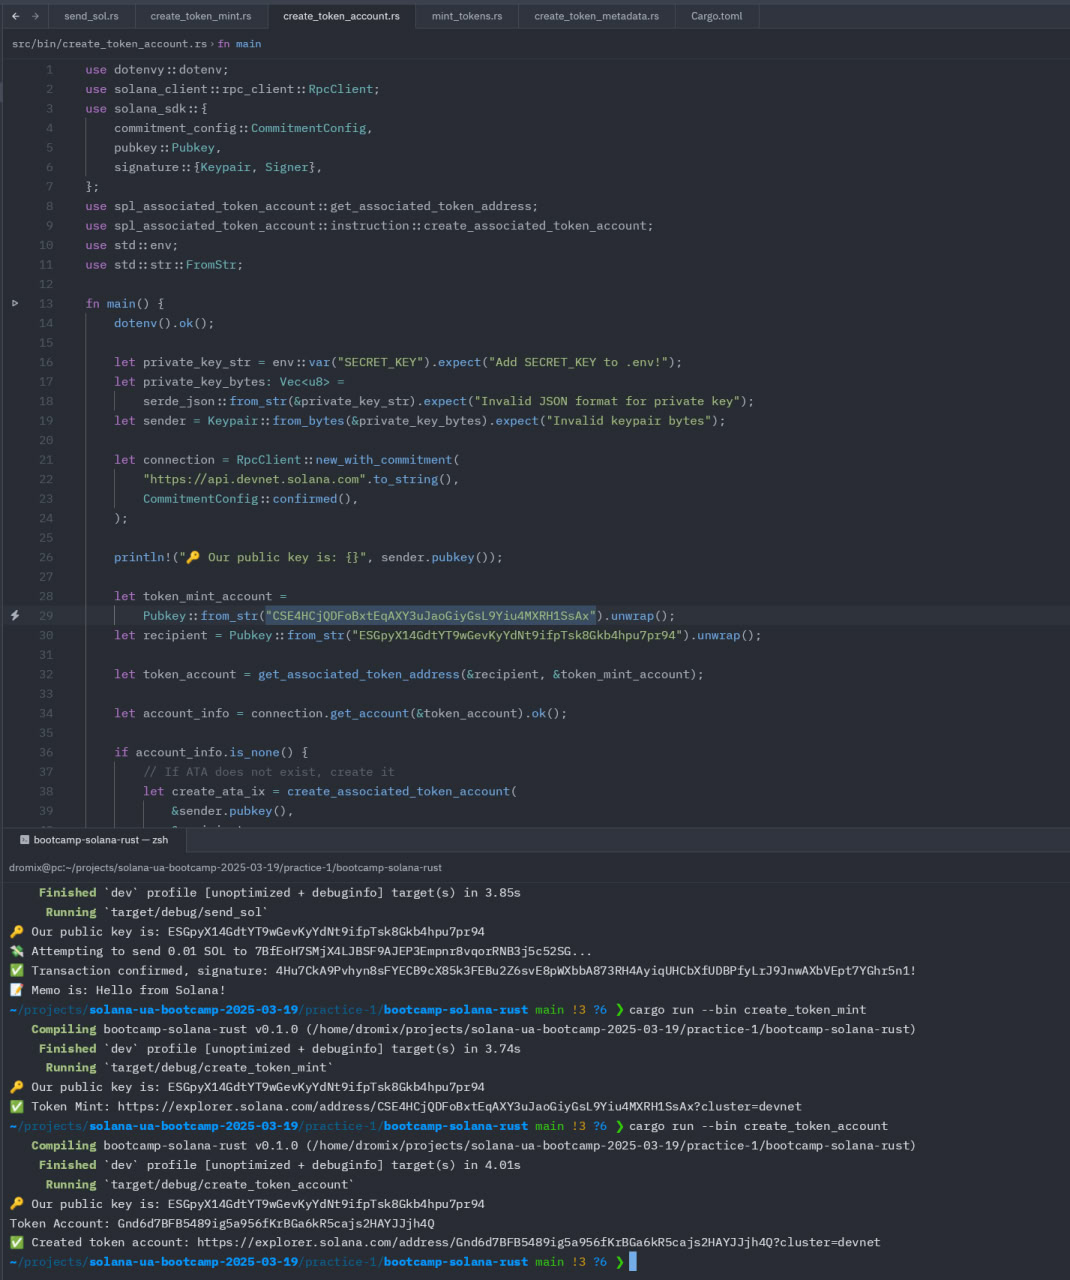 send_sol.rs
create_token_mint.rs
create_token_account.rs
mint_tokens.rs
create_token_metadata.rs
Cargo.toml
src/bin/create_token_account.rs › fn main
1 use dotenvy::dotenv;
2 use solana_client::rpc_client::RpcClient;
3 use solana_sdk::{
4 commitment_config::CommitmentConfig,
5 pubkey::Pubkey,
6 signature::{Keypair, Signer},
7 };
8 use spl_associated_token_account::get_associated_token_address;
9 use spl_associated_token_account::instruction::create_associated_token_account;
10 use std::env;
11 use std::str::FromStr;
12
13 fn main() {
14 dotenv().ok();
15
16 let private_key_str = env::var("SECRET_KEY").expect("Add SECRET_KEY to .env!");
17 let private_key_bytes: Vec<u8> =
18 serde_json::from_str(&private_key_str).expect("Invalid JSON format for private key");
19 let sender = Keypair::from_bytes(&private_key_bytes).expect("Invalid keypair bytes");
20
21 let connection = RpcClient::new_with_commitment(
22 "https://api.devnet.solana.com".to_string(),
23 CommitmentConfig::confirmed(),
24 );
25
26 println!("🔑 Our public key is: {}", sender.pubkey());
27
28 let token_mint_account =
29 Pubkey::from_str("CSE4HCjQDFoBxtEqAXY3uJaoGiyGsL9Yiu4MXRH1SsAx").unwrap();
30 let recipient = Pubkey::from_str("ESGpyX14GdtYT9wGevKyYdNt9ifpTsk8Gkb4hpu7pr94").unwrap();
31
32 let token_account = get_associated_token_address(&recipient, &token_mint_account);
33
34 let account_info = connection.get_account(&token_account).ok();
35
36 if account_info.is_none() {
37 // If ATA does not exist, create it
38 let create_ata_ix = create_associated_token_account(
39 &sender.pubkey(),
bootcamp-solana-rust — zsh
dromix@pc:~/projects/solana-ua-bootcamp-2025-03-19/practice-1/bootcamp-solana-rust
Finished `dev` profile [unoptimized + debuginfo] target(s) in 3.85s
Running `target/debug/send_sol`
🔑 Our public key is: ESGpyX14GdtYT9wGevKyYdNt9ifpTsk8Gkb4hpu7pr94
💸 Attempting to send 0.01 SOL to 7BfEoH7SMjX4LJBSF9AJEP3Empnr8vqorRNB3j5c52SG...
✅ Transaction confirmed, signature: 4Hu7CkA9Pvhyn8sFYECB9cX85k3FEBu2Z6svE8pWXbbA873RH4AyiqUHCbXfUDBPfyLrJ9JnwAXbVEpt7YGhr5n1!
📝 Memo is: Hello from Solana!
~/projects/solana-ua-bootcamp-2025-03-19/practice-1/bootcamp-solana-rust main !3 ?6 ❯ cargo run --bin create_token_mint
Compiling bootcamp-solana-rust v0.1.0 (/home/dromix/projects/solana-ua-bootcamp-2025-03-19/practice-1/bootcamp-solana-rust)
Finished `dev` profile [unoptimized + debuginfo] target(s) in 3.74s
Running `target/debug/create_token_mint`
🔑 Our public key is: ESGpyX14GdtYT9wGevKyYdNt9ifpTsk8Gkb4hpu7pr94
✅ Token Mint: https://explorer.solana.com/address/CSE4HCjQDFoBxtEqAXY3uJaoGiyGsL9Yiu4MXRH1SsAx?cluster=devnet
~/projects/solana-ua-bootcamp-2025-03-19/practice-1/bootcamp-solana-rust main !3 ?6 ❯ cargo run --bin create_token_account
Compiling bootcamp-solana-rust v0.1.0 (/home/dromix/projects/solana-ua-bootcamp-2025-03-19/practice-1/bootcamp-solana-rust)
Finished `dev` profile [unoptimized + debuginfo] target(s) in 4.01s
Running `target/debug/create_token_account`
🔑 Our public key is: ESGpyX14GdtYT9wGevKyYdNt9ifpTsk8Gkb4hpu7pr94
Token Account: Gnd6d7BFB5489ig5a956fKrBGa6kR5cajs2HAYJJjh4Q
✅ Created token account: https://explorer.solana.com/address/Gnd6d7BFB5489ig5a956fKrBGa6kR5cajs2HAYJJjh4Q?cluster=devnet
~/projects/solana-ua-bootcamp-2025-03-19/practice-1/bootcamp-solana-rust main !3 ?6 ❯